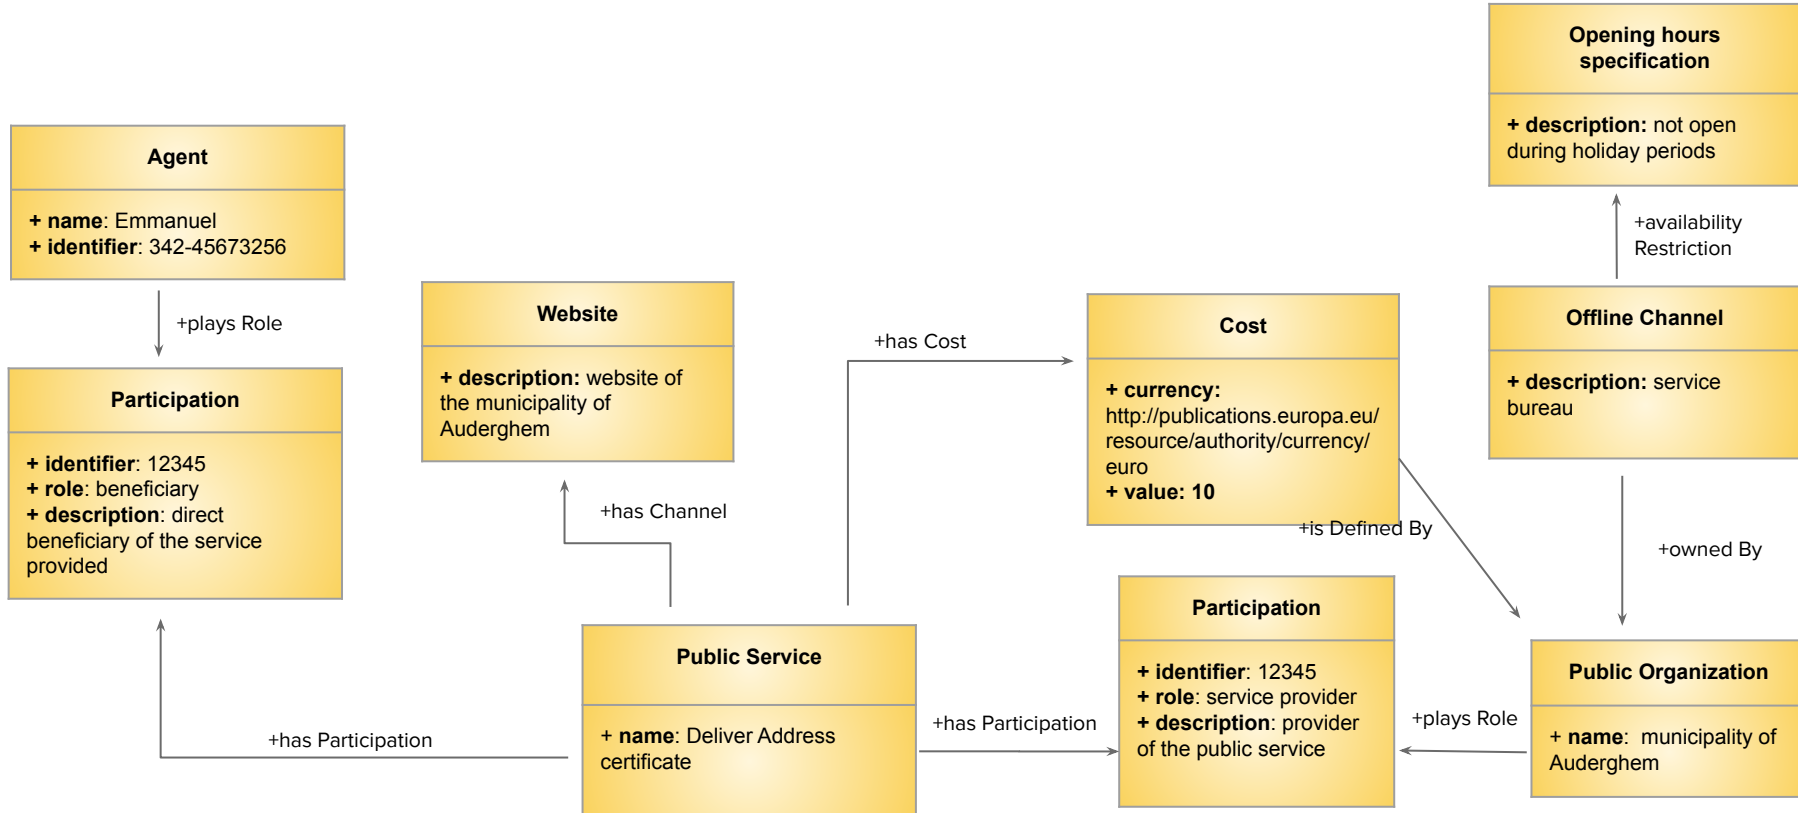 Opening hours
specification
+ description: not open
during holiday periods
Agent
+ name: Emmanuel
+ identifier: 342-45673256
+availability
Restriction
+plays Role
Website
+ description: website of
the municipality of
Auderghem
+has Cost
Cost
+ currency:
http://publications.europa.eu/
resource/authority/currency/
euro
+ value: 10
Offline Channel
+ description: service
bureau
Participation
+ identifier: 12345
+ role: beneficiary
+ description: direct
beneficiary of the service
provided
+has Channel
+is Defined By
+owned By
Public Service
+ name: Deliver Address
certificate
+has Participation
+has Participation
Participation
+ identifier: 12345
+ role: service provider
+ description: provider
of the public service
+plays Role
Public Organization
+ name: municipality of
Auderghem